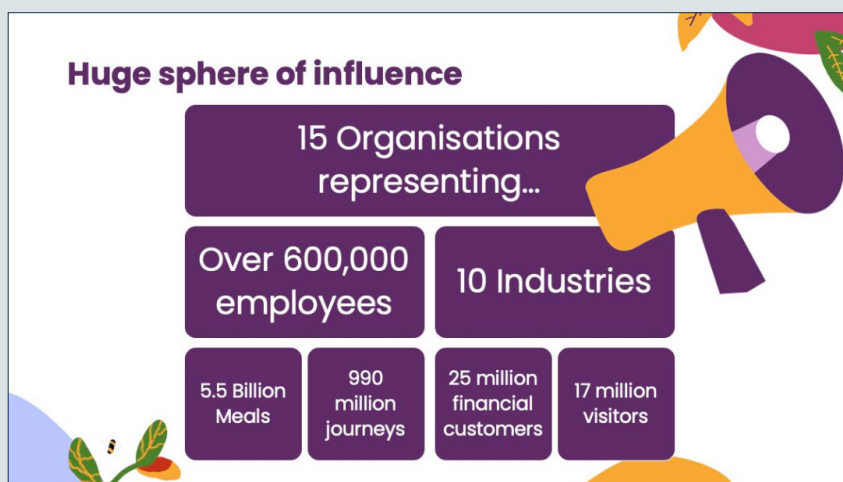 Huge sphere of influence
15 Organisations
representing...
Over 600,000
employees
10 Industries
5.5 Billion
Meals
990
million
journeys
25 million
financial
customers
17 million
visitors